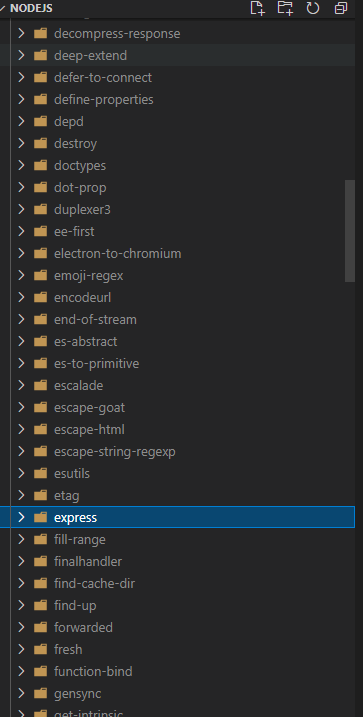 NODEJS
decompress-response
deep-extend
defer-to-connect
define-properties
depd
destroy
doctypes
dot-prop
duplexer3
ee-first
electron-to-chromium
emoji-regex
encodeurl
end-of-stream
es-abstract
es-to-primitive
escalade
escape-goat
escape-html
escape-string-regexp
esutils
etag
express
fill-range
finalhandler
find-cache-dir
find-up
forwarded
fresh
function-bind
gensync
get-intrinsic